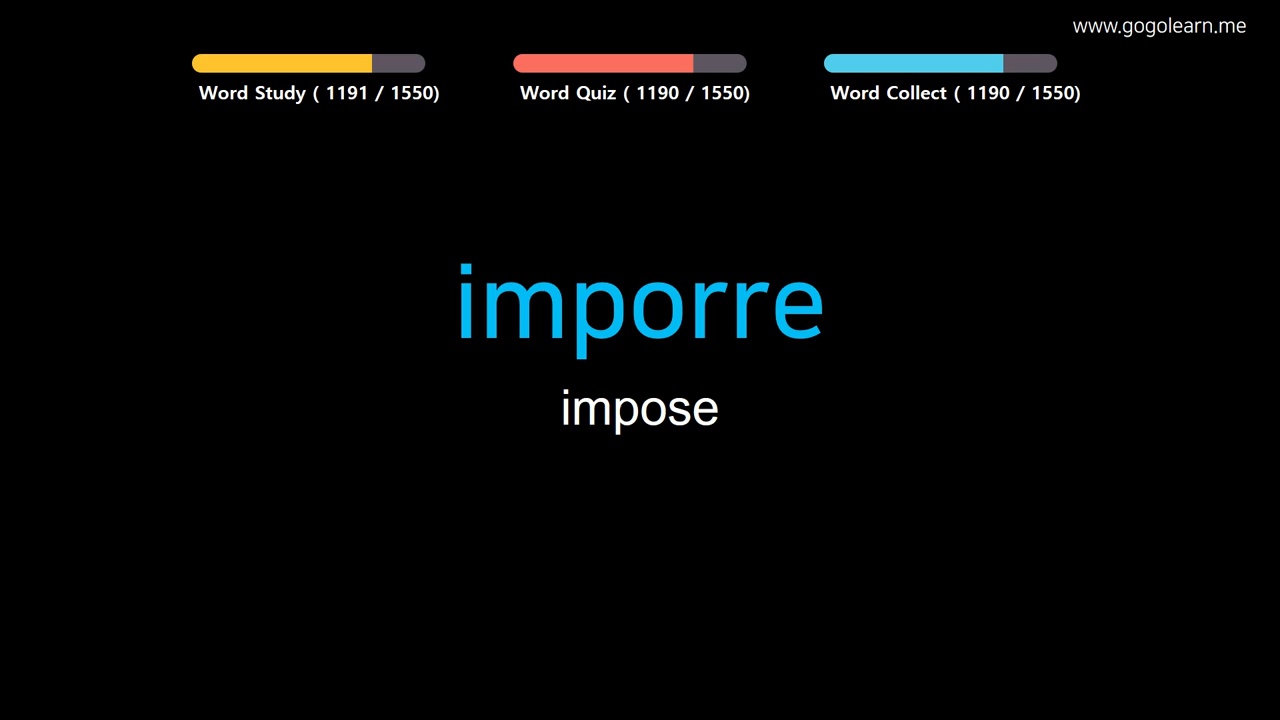 www.gogolearn.me
Word Study ( 1191 / 1550)
Word Quiz ( 1190 / 1550)
Word Collect ( 1190 / 1550)
imporre
impose